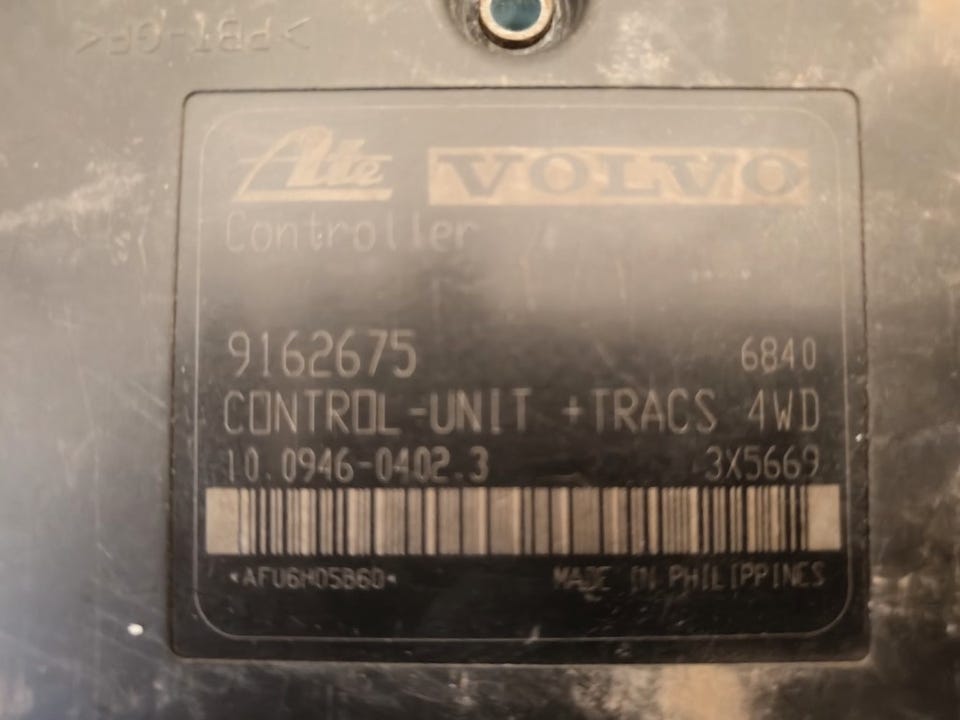 >PBT-GF<
Ate VOLVO
Controller
9162675 6840
CONTROL-UNIT +TRACS 4WD
10.0946-0402.3 3X5669
MADE IN PHILIPPINES